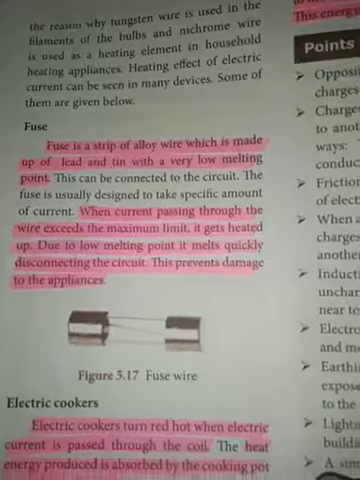 the reason why tungsten wire is used in the
filaments of the bulbs and nichrome wire
is used as a heating element in household
heating appliances. Heating effect of electric
current can be seen in many devices. Some of
them are given below.
Fuse
Fuse is a strip of alloy wire which is made
up of lead and tin with a very low melting
point. This can be connected to the circuit. The
fuse is usually designed to take specific amount
of current. When current passing through the
wire exceeds the maximum limit, it gets heated
up. Due to low melting point it melts quickly
disconnecting the circuit. This prevents damage
to the appliances.
Figure 5.17 Fuse wire
Electric cookers
Electric cookers turn red hot when electric
current is passed through the coil. The heat
energy produced is absorbed by the cooking pot
This energy
Points
➤ Opposi
charges
➤ Charge
to anot
ways:
conduc
➤ Friction
of elect
➤ When a
charges
another
➤ Inducti
unchar
near to
➤ Electro
and m
➤ Earthi
expose
to the
➤ Lightn
buildi
➤ A sim